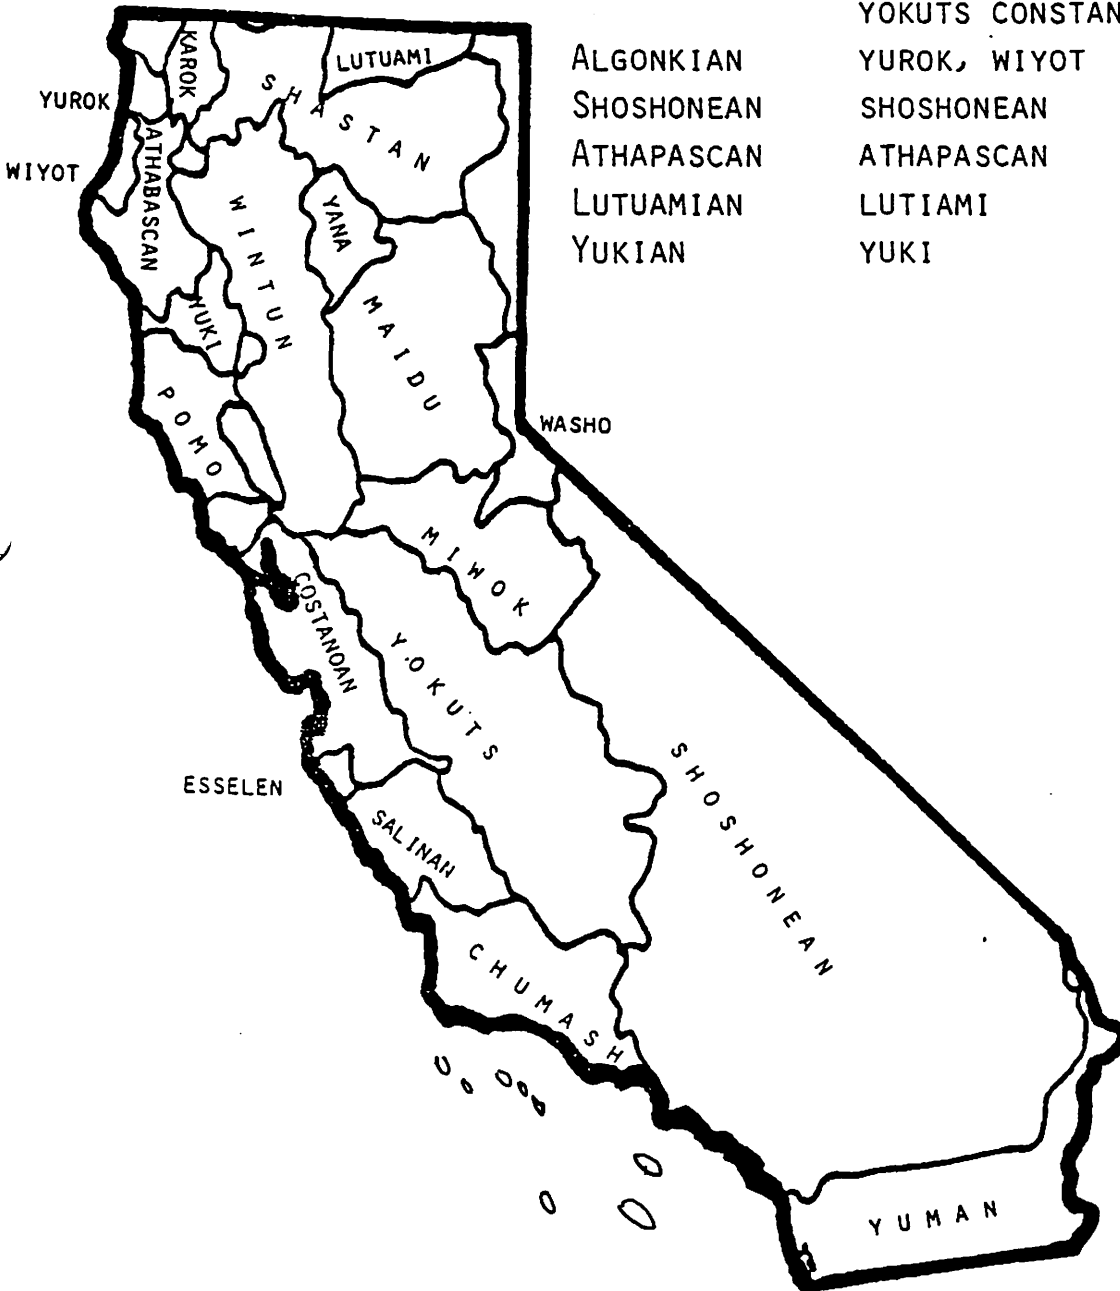 YOKUTS CONSTAN
ALGONKIAN YUROK, WIYOT
SHOSHONEAN SHOSHONEAN
ATHAPASCAN ATHAPASCAN
LUTUAMIAN LUTIAMI
YUKIAN YUKI
KAROK
LUTUAMI
SHASTAN
YUROK
ATHABASCAN
WIYOT
WINTUN
YANA
YUKI
MAIDU
POMO
WASHO
MIWOK
COSTANOAN
YOKUTS
ESSELEN
SALINAN
SHOSHONEAN
CHUMASH
YUMAN